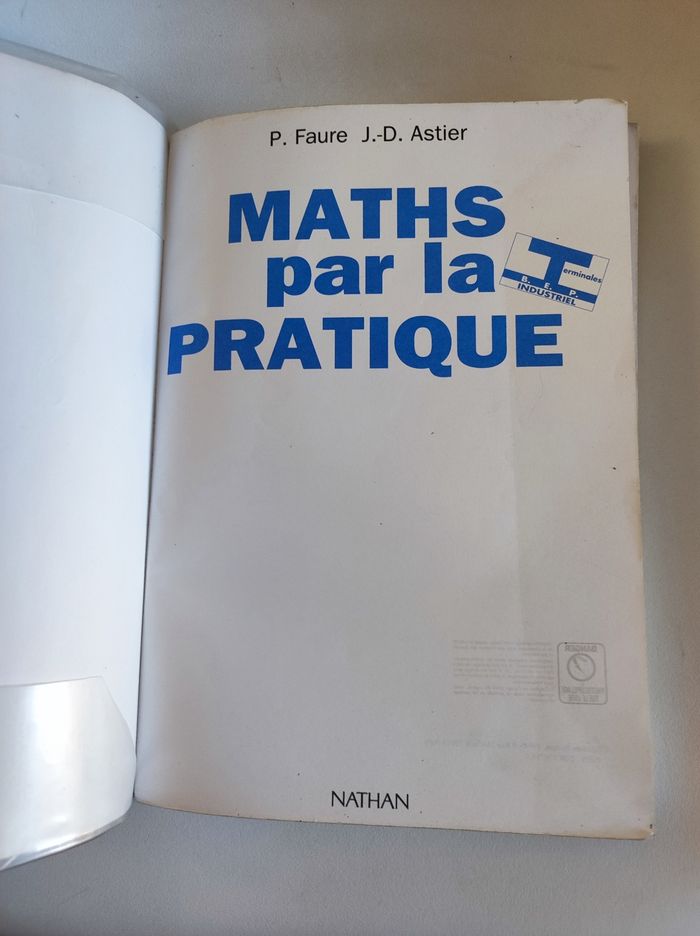 P. Faure J.-D. Astier
MATHS
par la
PRATIQUE
Terminales
B. E. P.
INDUSTRIEL
NATHAN